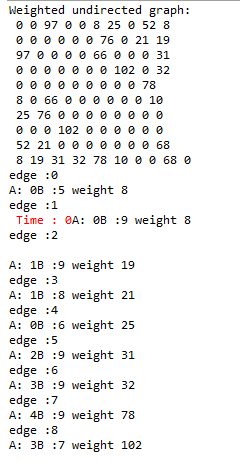 Weighted undirected graph:
0 0 97 0 0 8 25 0 52 8
0 0 0 0 0 0 76 0 21 19
97 0 0 0 0 66 0 0 0 31
0 0 0 0 0 0 0 102 0 32
0 0 0 0 0 0 0 0 0 78
8 0 66 0 0 0 0 0 0 10
25 76 0 0 0 0 0 0 0 0
0 0 0 102 0 0 0 0 0 0
52 21 0 0 0 0 0 0 0 68
8 19 31 32 78 10 0 0 68 0
edge :0
A: 0B :5 weight 8
edge :1
Time : 0A: 0B :9 weight 8
edge :2
A: 1B :9 weight 19
edge :3
A: 1B :8 weight 21
edge :4
A: 0B :6 weight 25
edge :5
A: 2B :9 weight 31
edge :6
A: 3B :9 weight 32
edge :7
A: 4B :9 weight 78
edge :8
A: 3B :7 weight 102